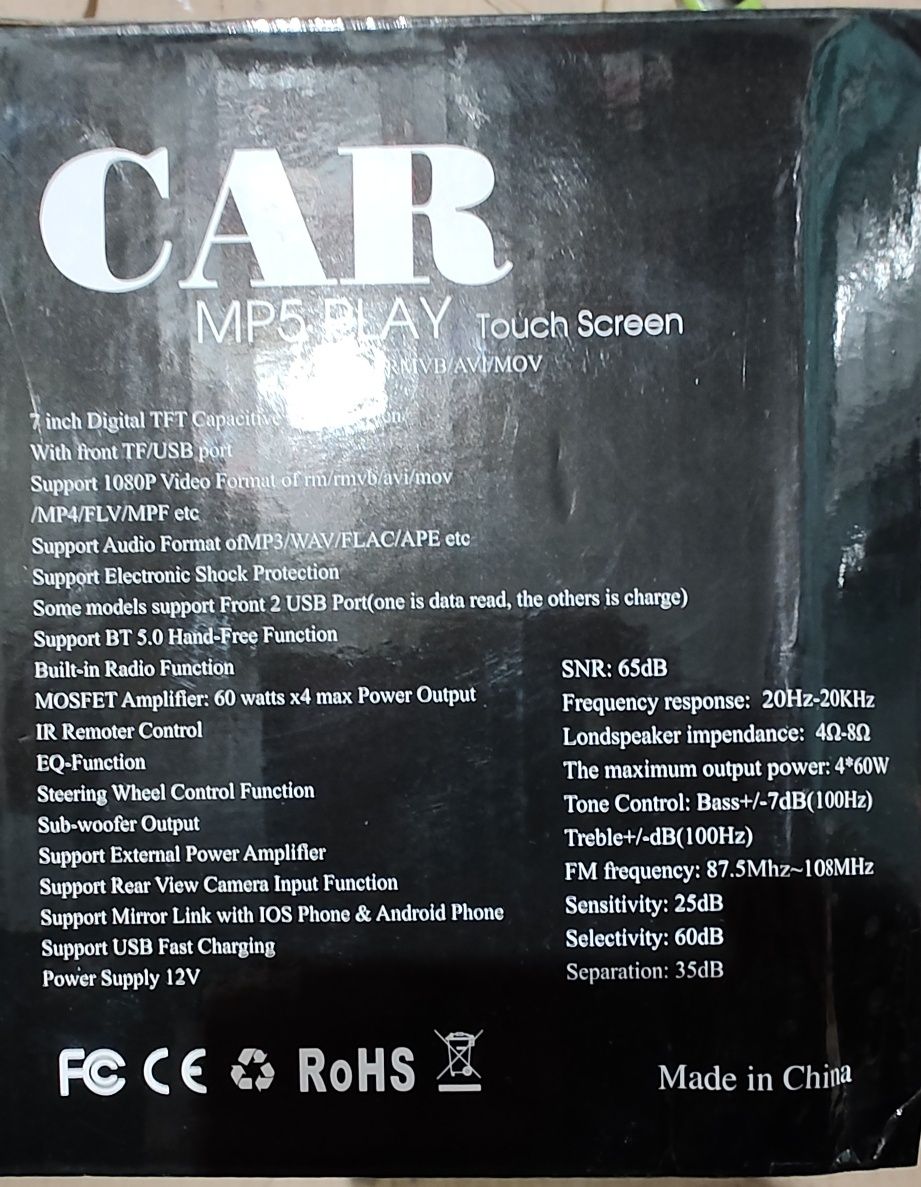 CAR
MP5 PLAY Touch Screen
RMVB/AVI/MOV
7 inch Digital TFT Capacitive
With front TF/USB port
Support 1080P Video Format of rm/rmvb/avi/mov
/MP4/FLV/MPF etc
Support Audio Format ofMP3/WAV/FLAC/APE etc
Support Electronic Shock Protection
Some models support Front 2 USB Port(one is data read, the others is charge)
Support BT 5.0 Hand-Free Function
Built-in Radio Function
MOSFET Amplifier: 60 watts x4 max Power Output
IR Remoter Control
EQ-Function
Steering Wheel Control Function
Sub-woofer Output
Support External Power Amplifier
Support Rear View Camera Input Function
Support Mirror Link with IOS Phone & Android Phone
Support USB Fast Charging
Power Supply 12V
SNR: 65dB
Frequency response: 20Hz-20KHz
Londspeaker impendance: 4Ω-8Ω
The maximum output power: 4*60W
Tone Control: Bass+/-7dB(100Hz)
Treble+/-dB(100Hz)
FM frequency: 87.5Mhz~108MHz
Sensitivity: 25dB
Selectivity: 60dB
Separation: 35dB
FC CE RoHS
Made in China